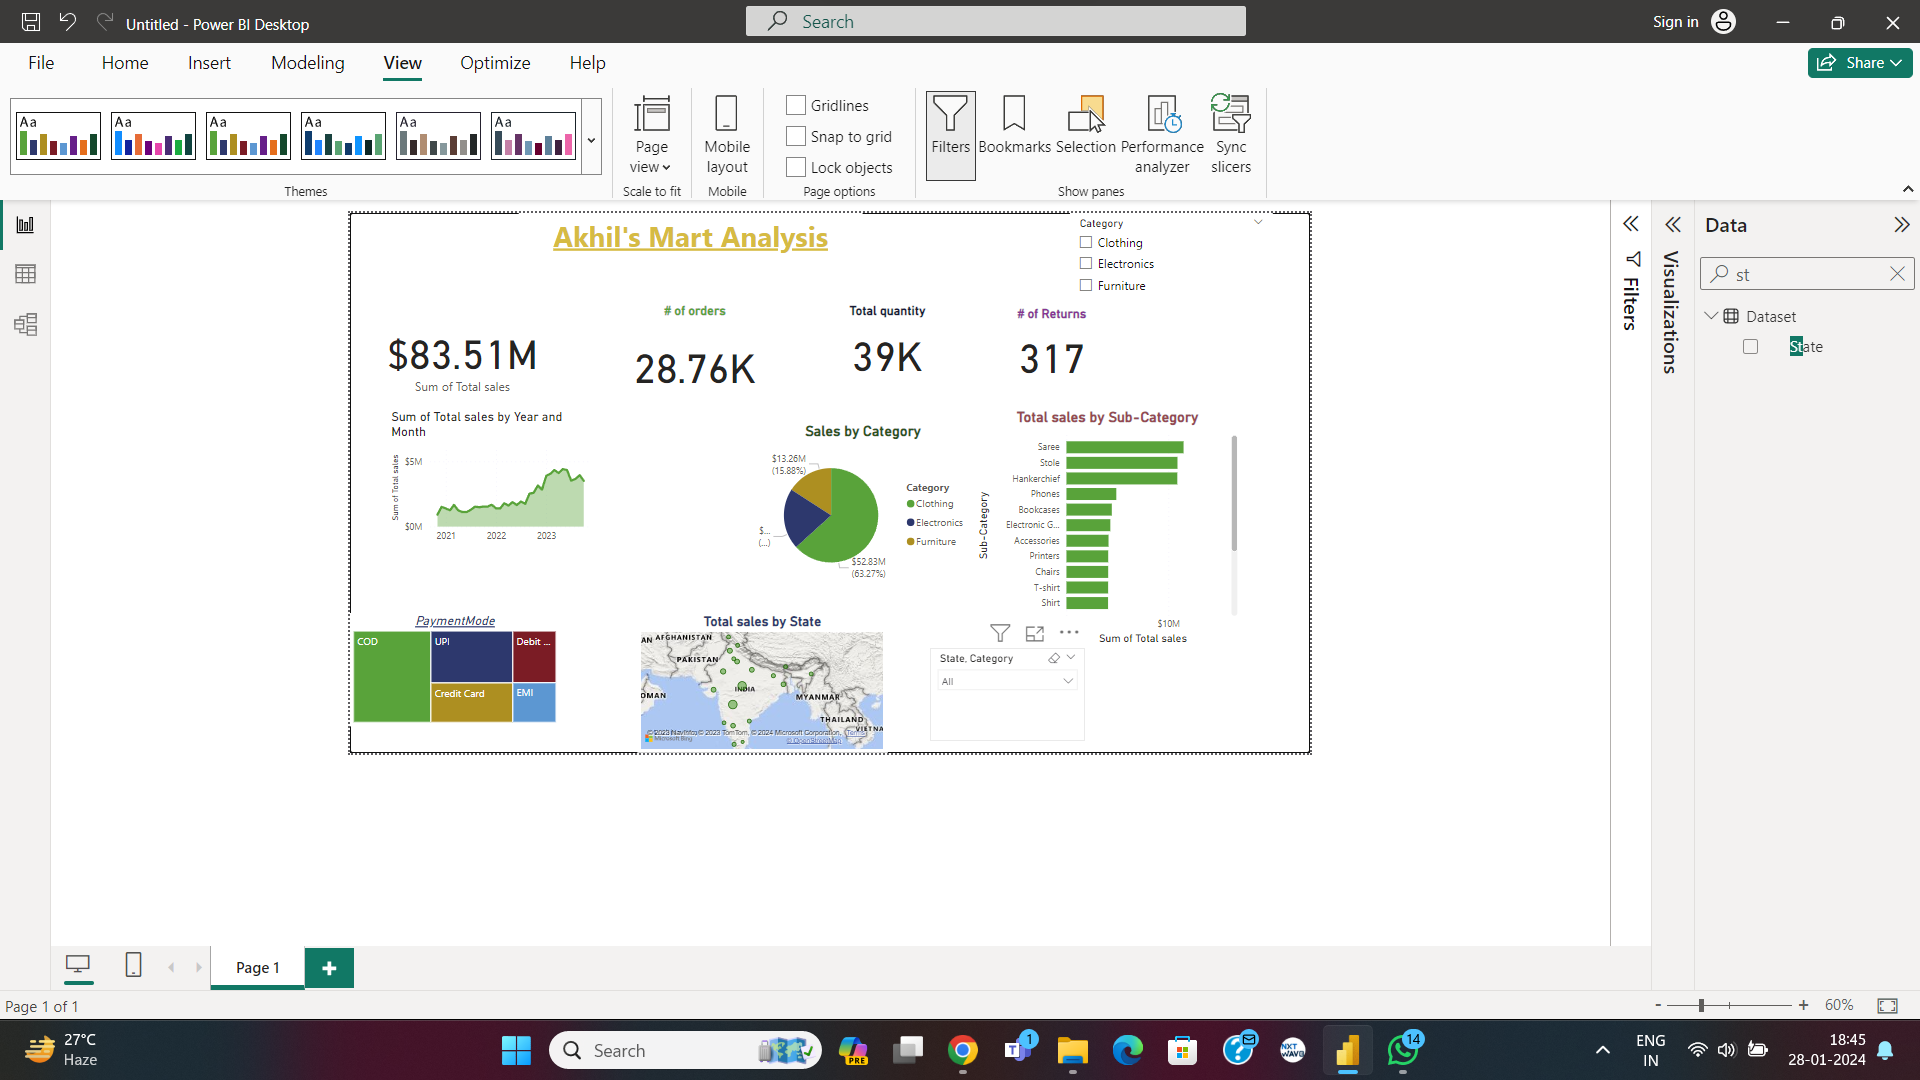 Untitled - Power BI Desktop
Search
Sign in
File
Home
Insert
Modeling
View
Optimize
Help
Share
Aa
Aa
Aa
Aa
Aa
Aa
Themes
Page
view
Scale to fit
Mobile
layout
Mobile
Gridlines
Snap to grid
Lock objects
Page options
Filters
Bookmarks
Selection
Performance
analyzer
Sync
slicers
Show panes
Akhil's Mart Analysis
Category
Clothing
Electronics
Furniture
$83.51M
Sum of Total sales
# of orders
28.76K
Total quantity
39K
# of Returns
317
Sum of Total sales by Year and
Month
Sum of Total sales
$5M
$0M
2021
2022
2023
Sales by Category
$13.26M
(15.88%)
$...
(...)
$52.83M
(63.27%)
Category
Clothing
Electronics
Furniture
Total sales by Sub-Category
Sub-Category
Saree
Stole
Hankerchief
Phones
Bookcases
Electronic G...
Accessories
Printers
Chairs
T-shirt
Shirt
$10M
Sum of Total sales
PaymentMode
COD
UPI
Debit ...
Credit Card
EMI
Total sales by State
AN
AFGHANISTAN
PAKISTAN
OMAN
INDIA
MYANMAR
THAILAND
VIETNA
TomTom, © 2024 Microsoft Corporation,
Terms
© OpenStreetMap
Microsoft Bing
State, Category
All
Filters
Visualizations
Data
st
Dataset
State
Page 1
+
Page 1 of 1
- + 60%
27°C
Haze
Search
PRE
1
NXT
WAVE
14
ENG
IN
18:45
28-01-2024